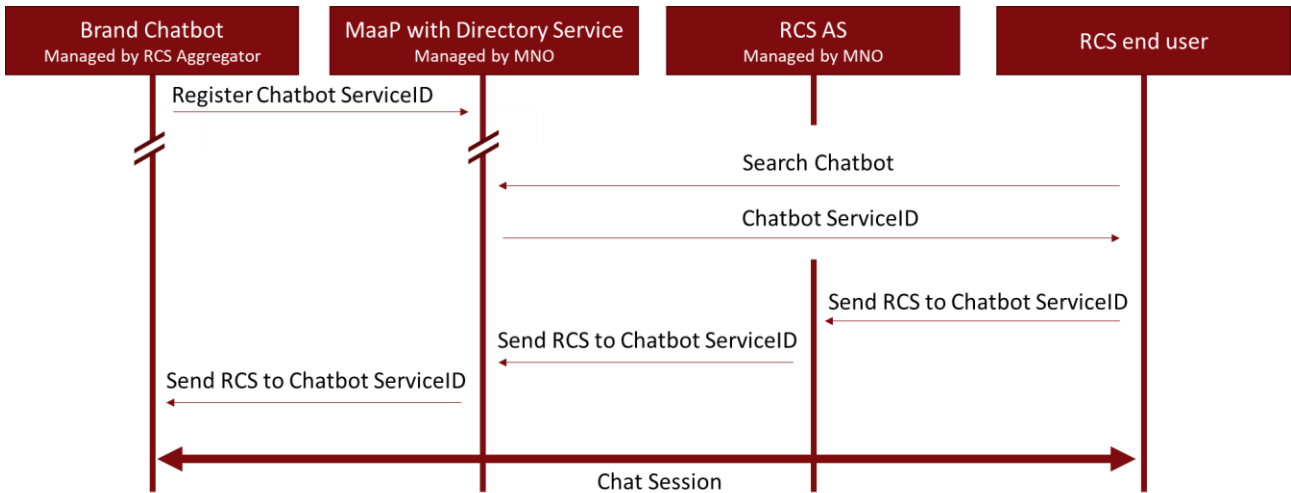 Brand Chatbot
Managed by RCS Aggregator
MaaP with Directory Service
Managed by MNO
RCS AS
Managed by MNO
RCS end user
Register Chatbot ServiceID
Search Chatbot
Chatbot ServiceID
Send RCS to Chatbot ServiceID
Send RCS to Chatbot ServiceID
Send RCS to Chatbot ServiceID
Chat Session